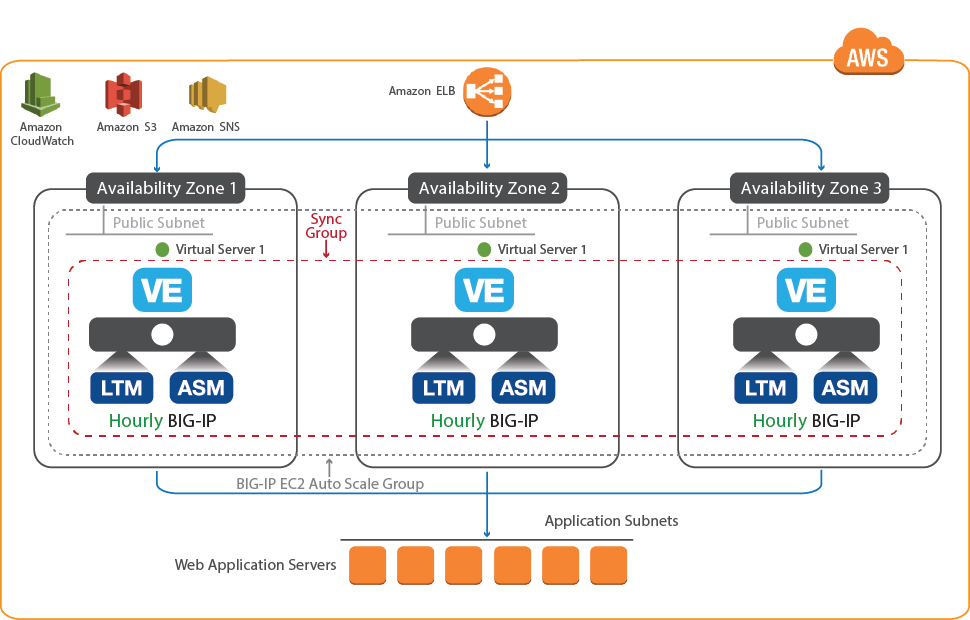 AWS
Amazon ELB
Amazon
CloudWatch
Amazon S3
Amazon SNS
Availability Zone 1
Availability Zone 2
Availability Zone 3
Public Subnet
Sync
Group
Public Subnet
Public Subnet
Virtual Server 1
Virtual Server 1
Virtual Server 1
VE
VE
VE
LTM
ASM
LTM
ASM
LTM
ASM
Hourly BIG-IP
Hourly BIG-IP
Hourly BIG-IP
BIG-IP EC2 Auto Scale Group
Application Subnets
Web Application Servers